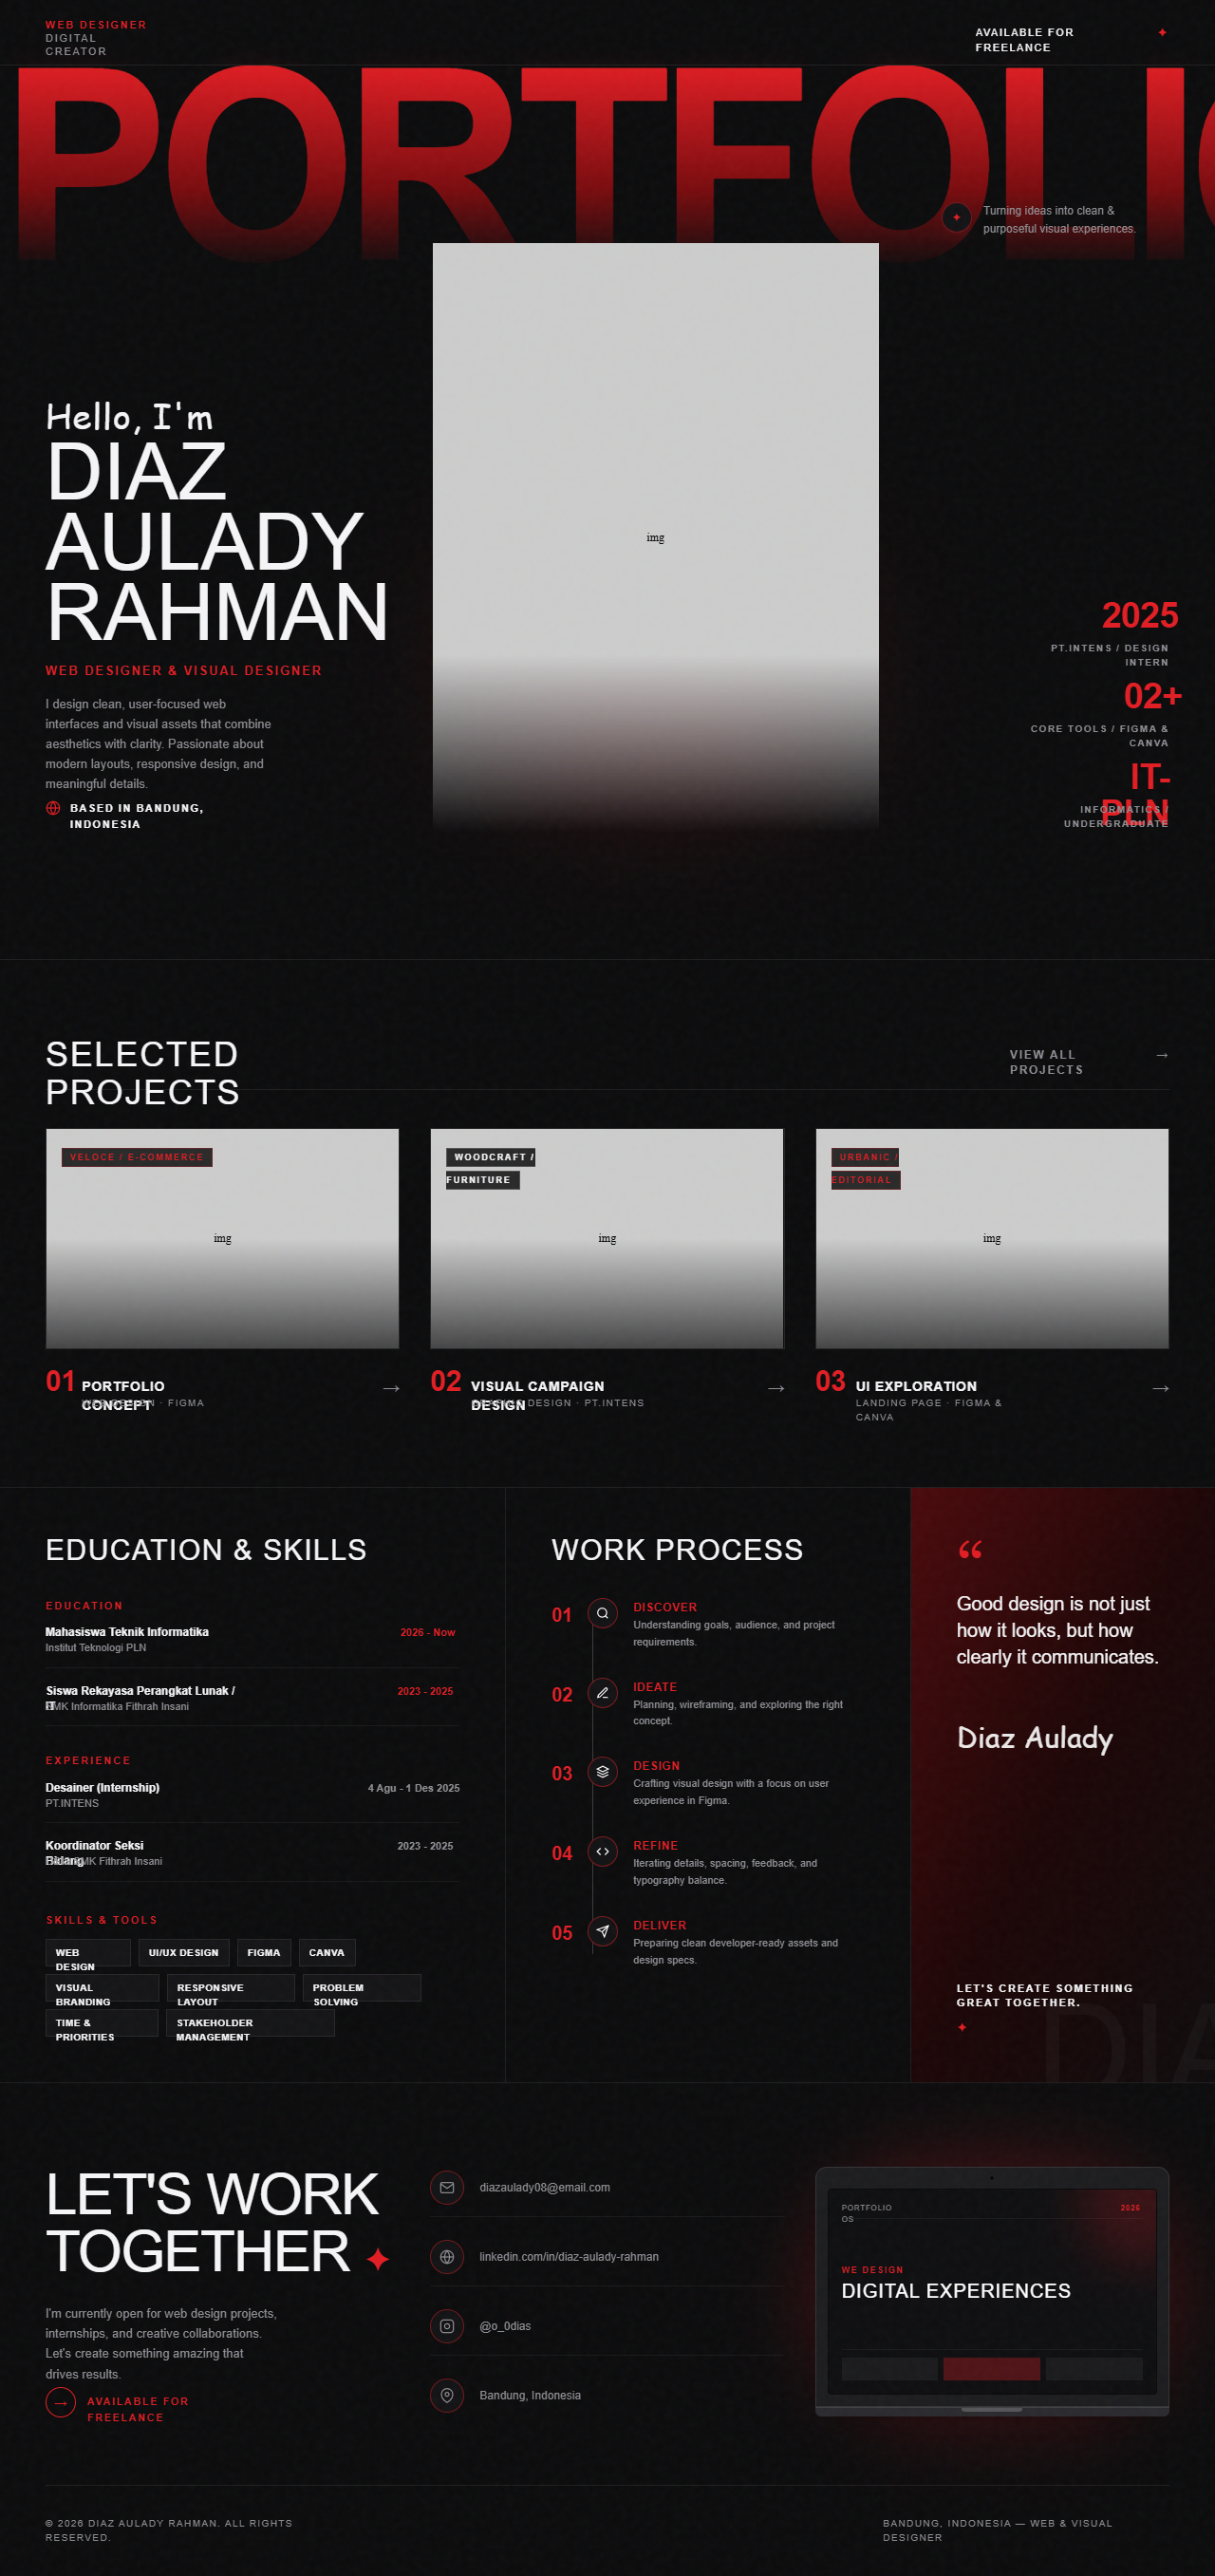 WEB DESIGNER
DIGITAL
CREATOR
AVAILABLE FOR
FREELANCE
PORTFOLIO
Turning ideas into clean &
purposeful visual experiences.
img
Hello, I'm
DIAZ
AULADY
RAHMAN
WEB DESIGNER & VISUAL DESIGNER
I design clean, user-focused web
interfaces and visual assets that combine
aesthetics with clarity. Passionate about
modern layouts, responsive design, and
meaningful details.
BASED IN BANDUNG,
INDONESIA
2025
PT.INTENS / DESIGN
INTERN
02+
CORE TOOLS / FIGMA &
CANVA
IT-
PLN
INFORMATICS /
UNDERGRADUATE
SELECTED
PROJECTS
VIEW ALL
PROJECTS
→
VELOCE / E-COMMERCE
img
WOODCRAFT /
FURNITURE
img
URBANIC /
EDITORIAL
img
01
PORTFOLIO
CONCEPT
WEB DESIGN · FIGMA
→
02
VISUAL CAMPAIGN
DESIGN
DESIGN · PT.INTENS
→
03
UI EXPLORATION
LANDING PAGE · FIGMA &
CANVA
→
EDUCATION & SKILLS
EDUCATION
Mahasiswa Teknik Informatika
2026 - Now
Institut Teknologi PLN
Siswa Rekayasa Perangkat Lunak /
IT
2023 - 2025
SMK Informatika Fithrah Insani
EXPERIENCE
Desainer (Internship)
4 Agu - 1 Des 2025
PT.INTENS
Koordinator Seksi
Bidang
2023 - 2025
SMK Fithrah Insani
SKILLS & TOOLS
WEB
DESIGN
UI/UX DESIGN
FIGMA
CANVA
VISUAL
BRANDING
RESPONSIVE
LAYOUT
PROBLEM
SOLVING
TIME &
PRIORITIES
STAKEHOLDER
MANAGEMENT
WORK PROCESS
01
DISCOVER
Understanding goals, audience, and project
requirements.
02
IDEATE
Planning, wireframing, and exploring the right
concept.
03
DESIGN
Crafting visual design with a focus on user
experience in Figma.
04
REFINE
Iterating details, spacing, feedback, and
typography balance.
05
DELIVER
Preparing clean developer-ready assets and
design specs.
“
Good design is not just
how it looks, but how
clearly it communicates.
Diaz Aulady
LET'S CREATE SOMETHING
GREAT TOGETHER.
DIA
LET'S WORK
TOGETHER
I'm currently open for web design projects,
internships, and creative collaborations.
Let's create something amazing that
drives results.
→
AVAILABLE FOR
FREELANCE
diazaulady08@email.com
linkedin.com/in/diaz-aulady-rahman
@o_0dias
Bandung, Indonesia
PORTFOLIO
OS
2026
WE DESIGN
DIGITAL EXPERIENCES
© 2026 DIAZ AULADY RAHMAN. ALL RIGHTS
RESERVED.
BANDUNG, INDONESIA — WEB & VISUAL
DESIGNER